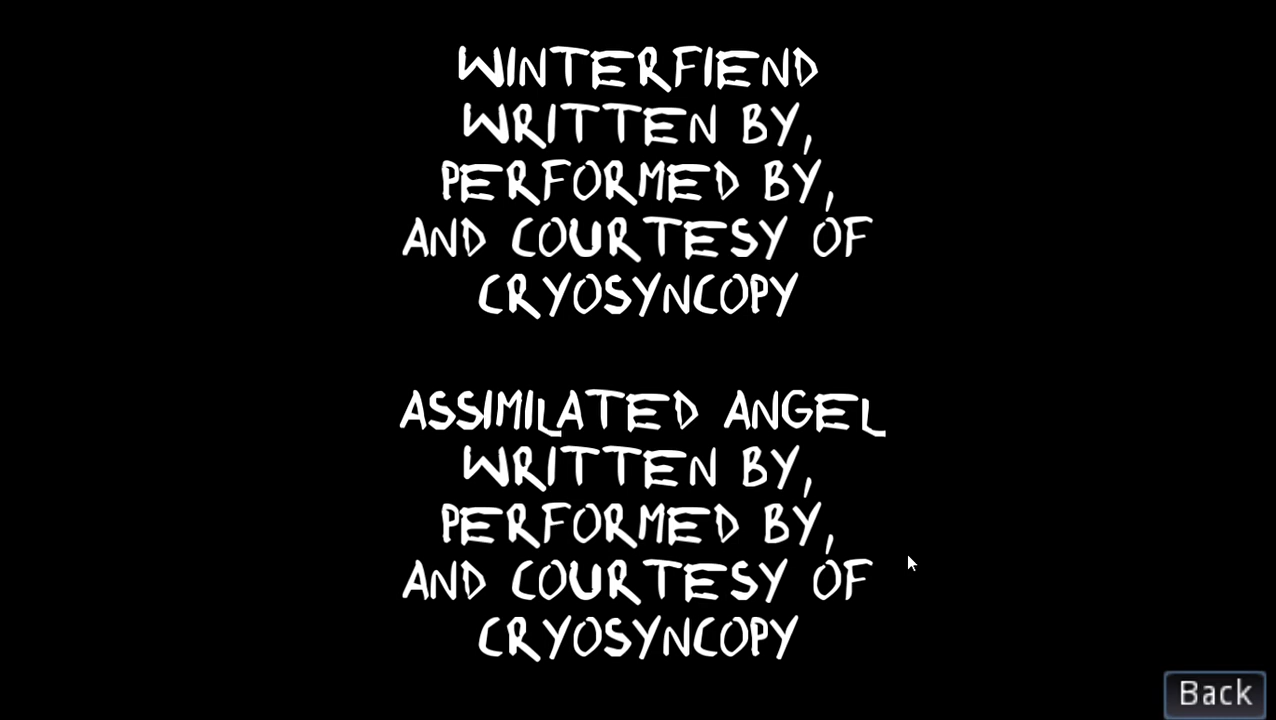 WINTERFIEND
WRITTEN BY,
PERFORMED BY,
AND COURTESY OF
CRYOSYNCOPY
ASSIMILATED ANGEL
WRITTEN BY,
PERFORMED BY,
AND COURTESY OF
CRYOSYNCOPY
Back